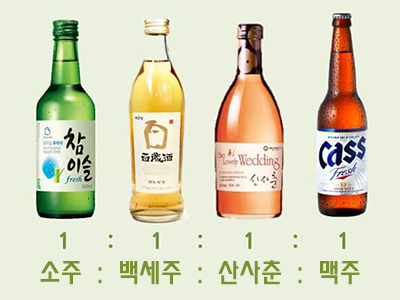 참이슬
fresh
百歲酒
Our
Lovely Wedding
산사춘
Cass
fresh
1 : 1 : 1 : 1
소주 : 백세주 : 산사춘 : 맥주